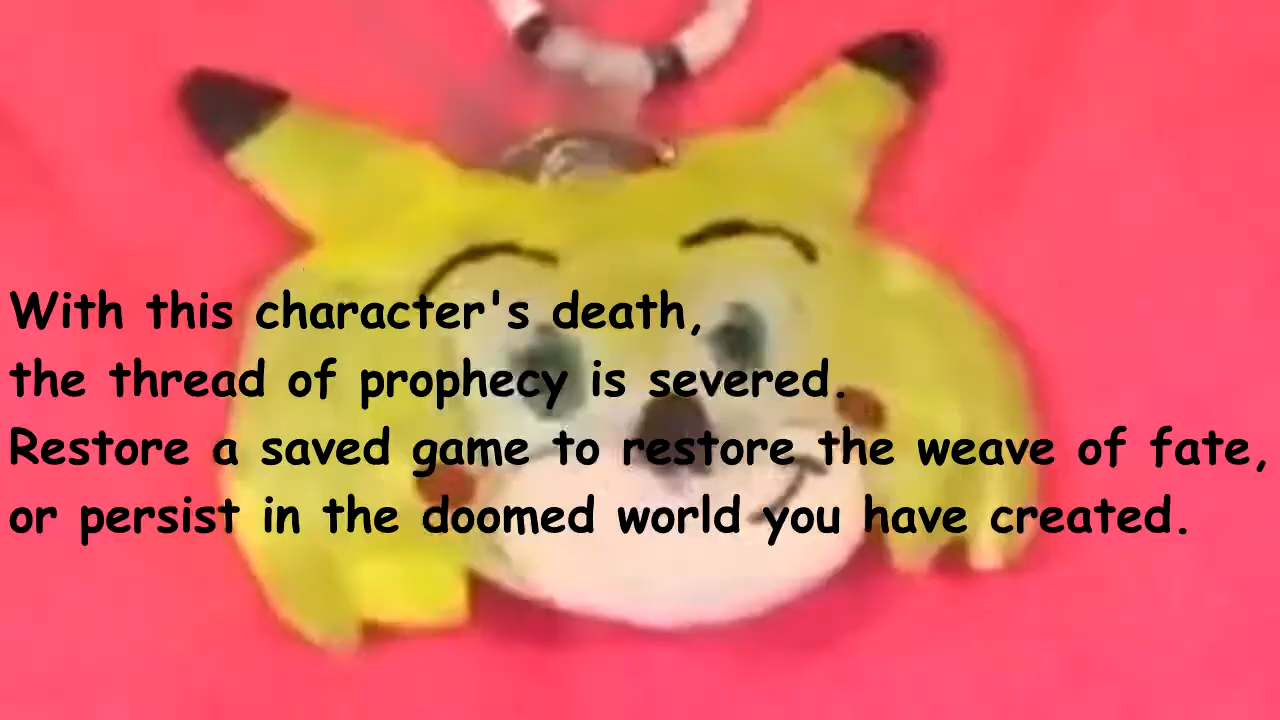 With this character's death,
the thread of prophecy is severed.
Restore a saved game to restore the weave of fate,
or persist in the doomed world you have created.